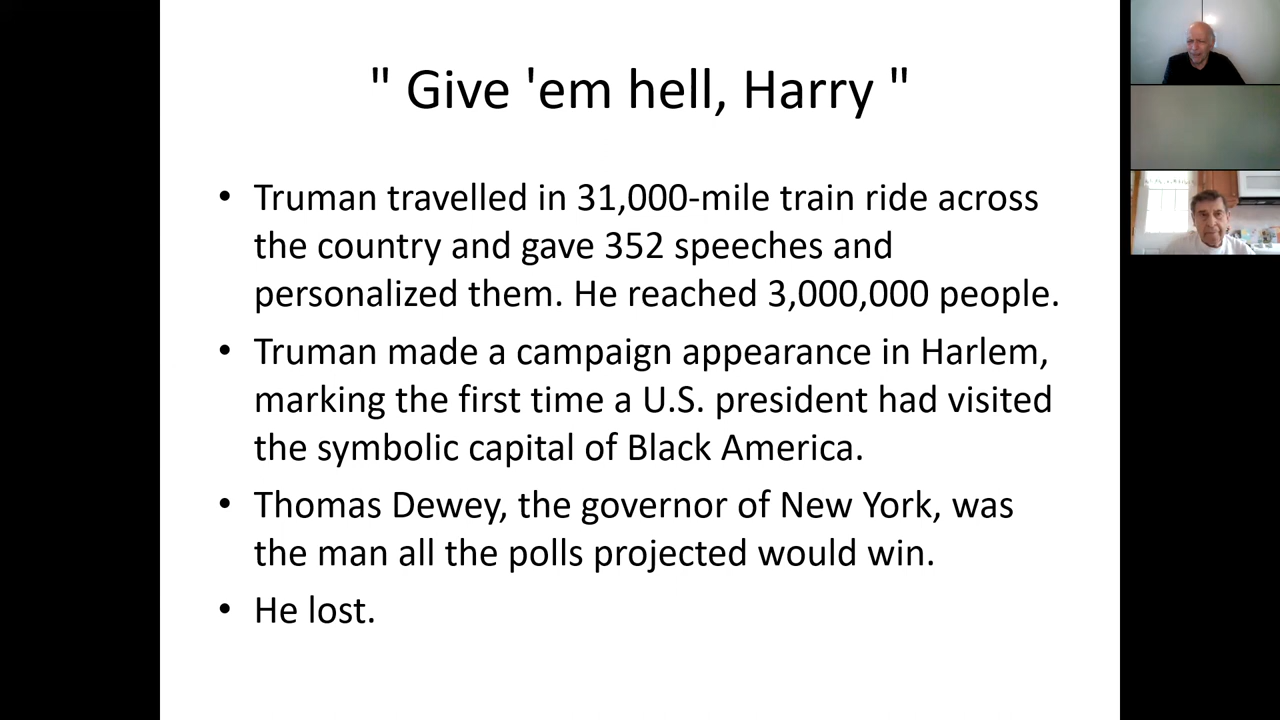 " Give 'em hell, Harry "
• Truman travelled in 31,000-mile train ride across
the country and gave 352 speeches and
personalized them. He reached 3,000,000 people.
• Truman made a campaign appearance in Harlem,
marking the first time a U.S. president had visited
the symbolic capital of Black America.
• Thomas Dewey, the governor of New York, was
the man all the polls projected would win.
• He lost.